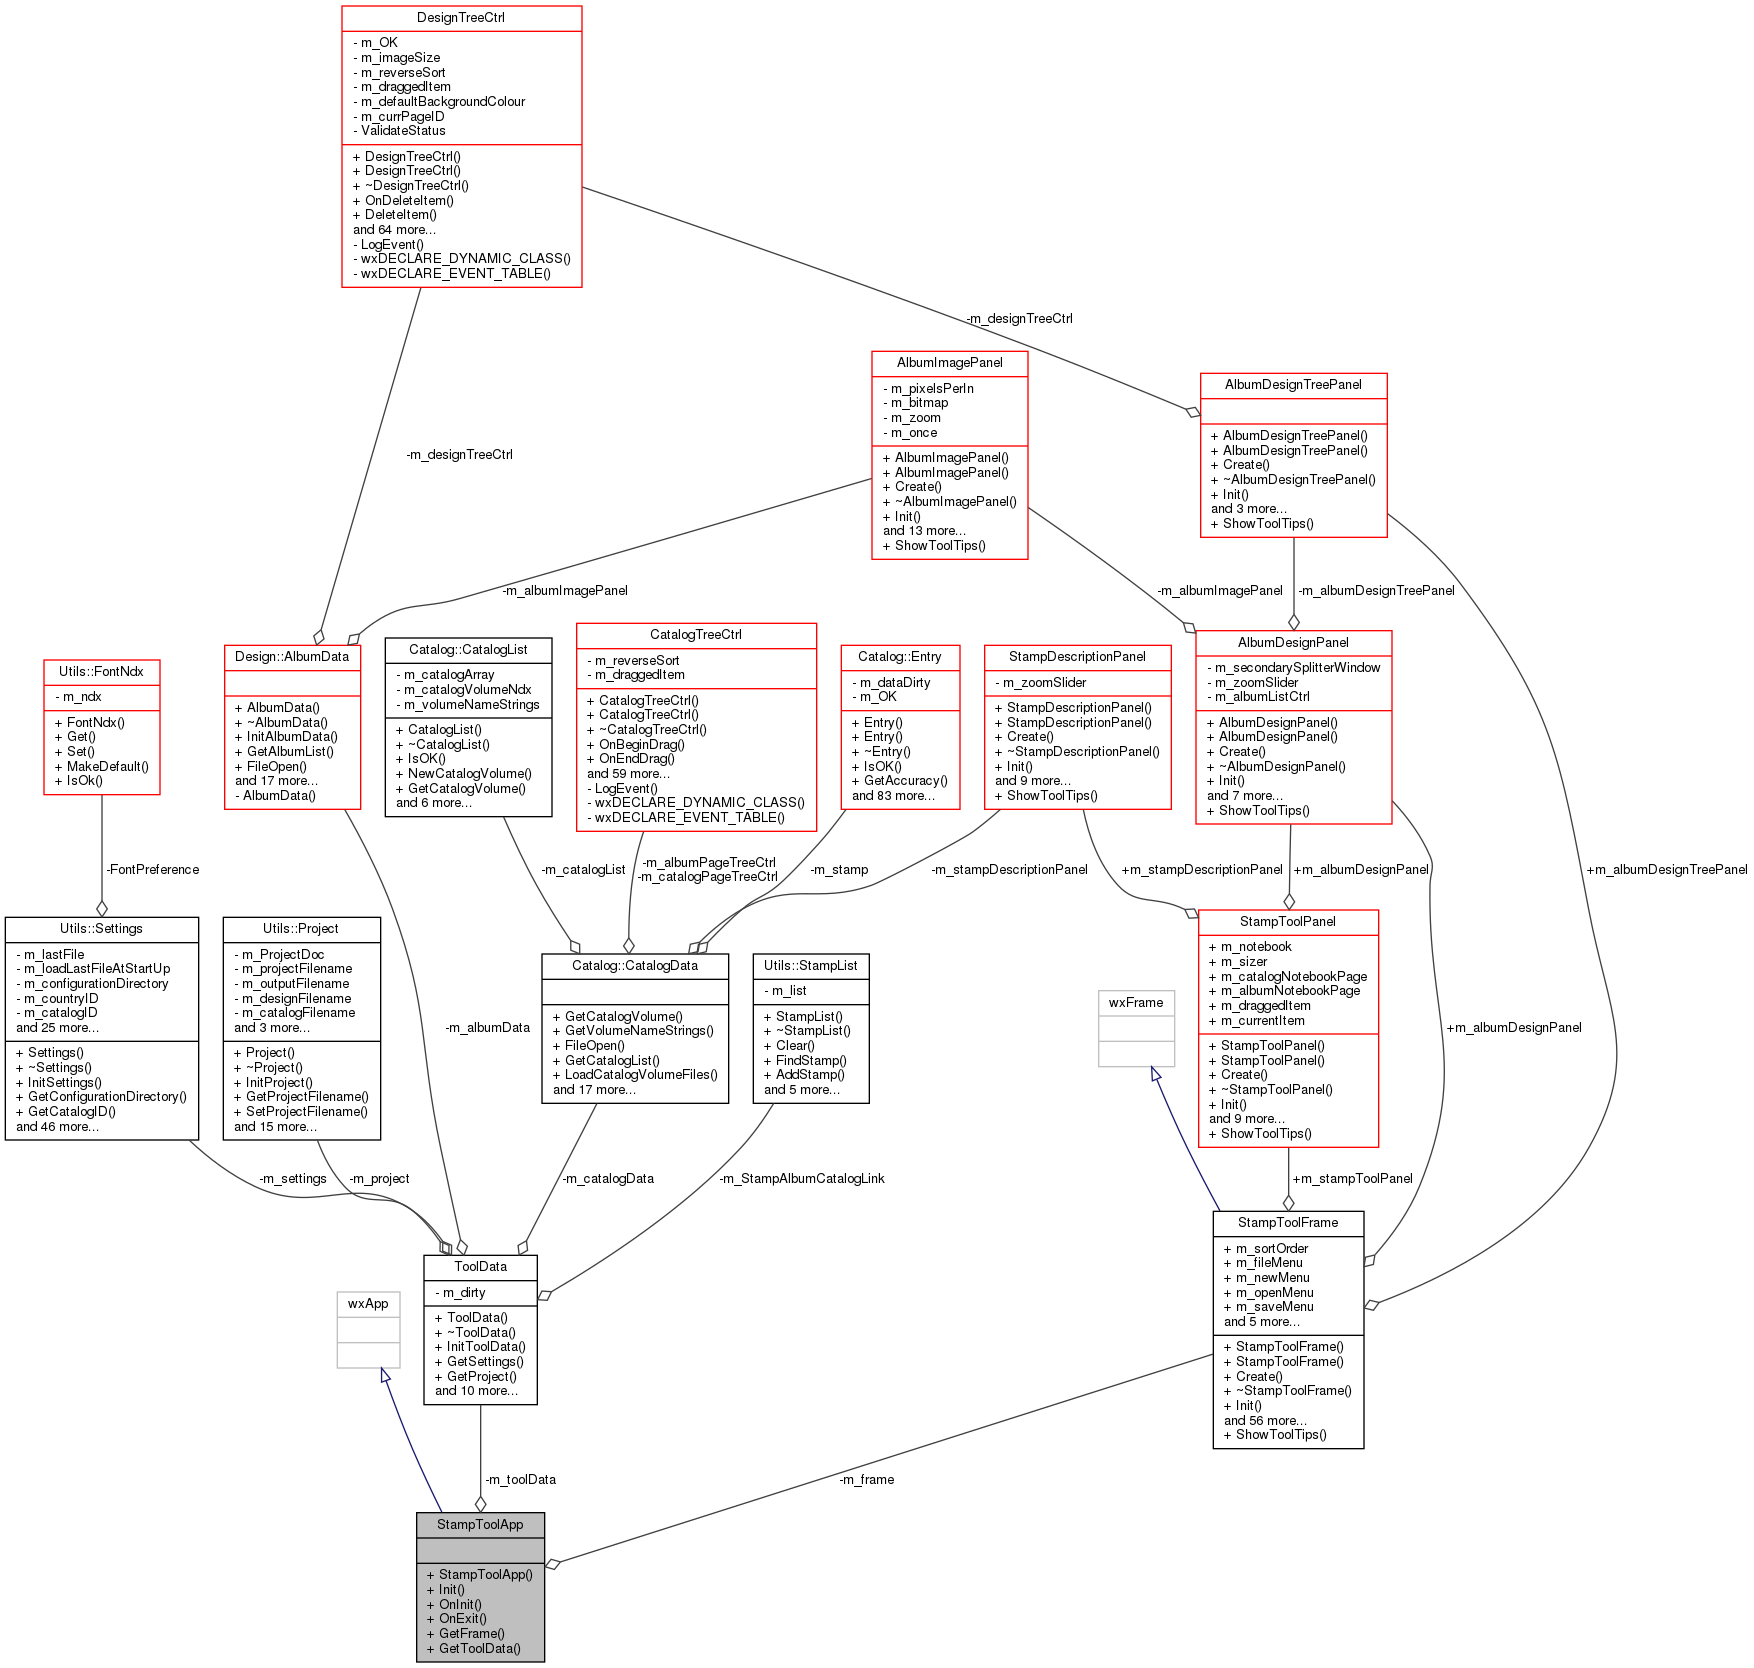 DesignTreeCtrl
- m_OK
- m_imageSize
- m_reverseSort
- m_draggedItem
- m_defaultBackgroundColour
- m_currPageID
- ValidateStatus
+ DesignTreeCtrl()
+ DesignTreeCtrl()
+ ~DesignTreeCtrl()
+ OnDeleteItem()
+ DeleteItem()
and 64 more...
- LogEvent()
- wxDECLARE_DYNAMIC_CLASS()
- wxDECLARE_EVENT_TABLE()
-m_designTreeCtrl
-m_designTreeCtrl
AlbumImagePanel
- m_pixelsPerIn
- m_bitmap
- m_zoom
- m_once
+ AlbumImagePanel()
+ AlbumImagePanel()
+ Create()
+ ~AlbumImagePanel()
+ Init()
and 13 more...
+ ShowToolTips()
AlbumDesignTreePanel
+ AlbumDesignTreePanel()
+ AlbumDesignTreePanel()
+ Create()
+ ~AlbumDesignTreePanel()
+ Init()
and 3 more...
+ ShowToolTips()
-m_albumImagePanel
-m_albumImagePanel
-m_albumDesignTreePanel
Utils::FontNdx
- m_ndx
+ FontNdx()
+ Get()
+ Set()
+ MakeDefault()
+ IsOk()
Design::AlbumData
+ AlbumData()
+ ~AlbumData()
+ InitAlbumData()
+ GetAlbumList()
+ FileOpen()
and 17 more...
- AlbumData()
Catalog::CatalogList
- m_catalogArray
- m_catalogVolumeNdx
- m_volumeNameStrings
+ CatalogList()
+ ~CatalogList()
+ IsOK()
+ NewCatalogVolume()
+ GetCatalogVolume()
and 6 more...
CatalogTreeCtrl
- m_reverseSort
- m_draggedItem
+ CatalogTreeCtrl()
+ CatalogTreeCtrl()
+ ~CatalogTreeCtrl()
+ OnBeginDrag()
+ OnEndDrag()
and 59 more...
- LogEvent()
- wxDECLARE_DYNAMIC_CLASS()
- wxDECLARE_EVENT_TABLE()
Catalog::Entry
- m_dataDirty
- m_OK
+ Entry()
+ Entry()
+ ~Entry()
+ IsOK()
+ GetAccuracy()
and 83 more...
StampDescriptionPanel
- m_zoomSlider
+ StampDescriptionPanel()
+ StampDescriptionPanel()
+ Create()
+ ~StampDescriptionPanel()
+ Init()
and 9 more...
+ ShowToolTips()
AlbumDesignPanel
- m_secondarySplitterWindow
- m_zoomSlider
- m_albumListCtrl
+ AlbumDesignPanel()
+ AlbumDesignPanel()
+ Create()
+ ~AlbumDesignPanel()
+ Init()
and 7 more...
+ ShowToolTips()
-FontPreference
-m_catalogList
-m_albumPageTreeCtrl
-m_catalogPageTreeCtrl
-m_stamp
-m_stampDescriptionPanel
+m_stampDescriptionPanel
+m_albumDesignPanel
+m_albumDesignTreePanel
Utils::Settings
- m_lastFile
- m_loadLastFileAtStartUp
- m_configurationDirectory
- m_countryID
- m_catalogID
and 25 more...
+ Settings()
+ ~Settings()
+ InitSettings()
+ GetConfigurationDirectory()
+ GetCatalogID()
and 46 more...
Utils::Project
- m_ProjectDoc
- m_projectFilename
- m_outputFilename
- m_designFilename
- m_catalogFilename
and 3 more...
+ Project()
+ ~Project()
+ InitProject()
+ GetProjectFilename()
+ SetProjectFilename()
and 15 more...
-m_albumData
Catalog::CatalogData
+ GetCatalogVolume()
+ GetVolumeNameStrings()
+ FileOpen()
+ GetCatalogList()
+ LoadCatalogVolumeFiles()
and 17 more...
Utils::StampList
- m_list
+ StampList()
+ ~StampList()
+ Clear()
+ FindStamp()
+ AddStamp()
and 5 more...
wxFrame
StampToolPanel
+ m_notebook
+ m_sizer
+ m_catalogNotebookPage
+ m_albumNotebookPage
+ m_draggedItem
+ m_currentItem
+ StampToolPanel()
+ StampToolPanel()
+ Create()
+ ~StampToolPanel()
+ Init()
and 9 more...
+ ShowToolTips()
+m_albumDesignPanel
-m_settings
-m_project
-m_catalogData
-m_StampAlbumCatalogLink
+m_stampToolPanel
wxApp
ToolData
- m_dirty
+ ToolData()
+ ~ToolData()
+ InitToolData()
+ GetSettings()
+ GetProject()
and 10 more...
StampToolFrame
+ m_sortOrder
+ m_fileMenu
+ m_newMenu
+ m_openMenu
+ m_saveMenu
and 5 more...
+ StampToolFrame()
+ StampToolFrame()
+ Create()
+ ~StampToolFrame()
+ Init()
and 56 more...
+ ShowToolTips()
-m_toolData
-m_frame
StampToolApp
+ StampToolApp()
+ Init()
+ OnInit()
+ OnExit()
+ GetFrame()
+ GetToolData()